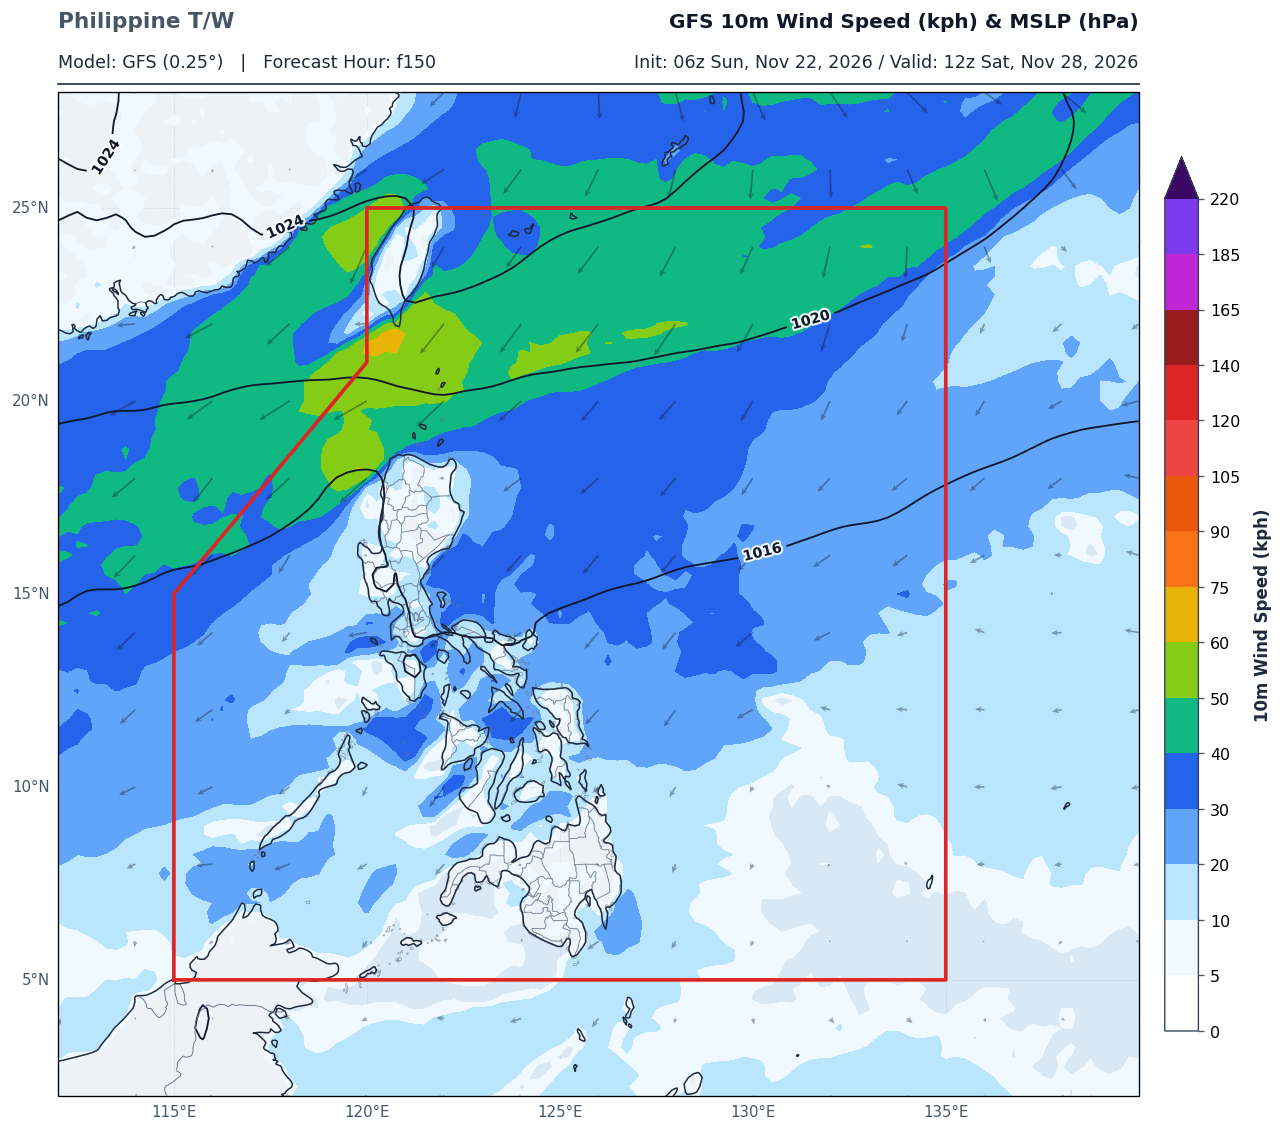 Philippine T/W
GFS 10m Wind Speed (kph) & MSLP (hPa)
Model: GFS (0.25°) | Forecast Hour: f150
Init: 06z Sun, Nov 22, 2026 / Valid: 12z Sat, Nov 28, 2026
1024
1024
1020
1016
25°N
20°N
15°N
10°N
5°N
115°E
120°E
125°E
130°E
135°E
220
185
165
140
120
105
90
75
60
50
40
30
20
10
5
0
10m Wind Speed (kph)